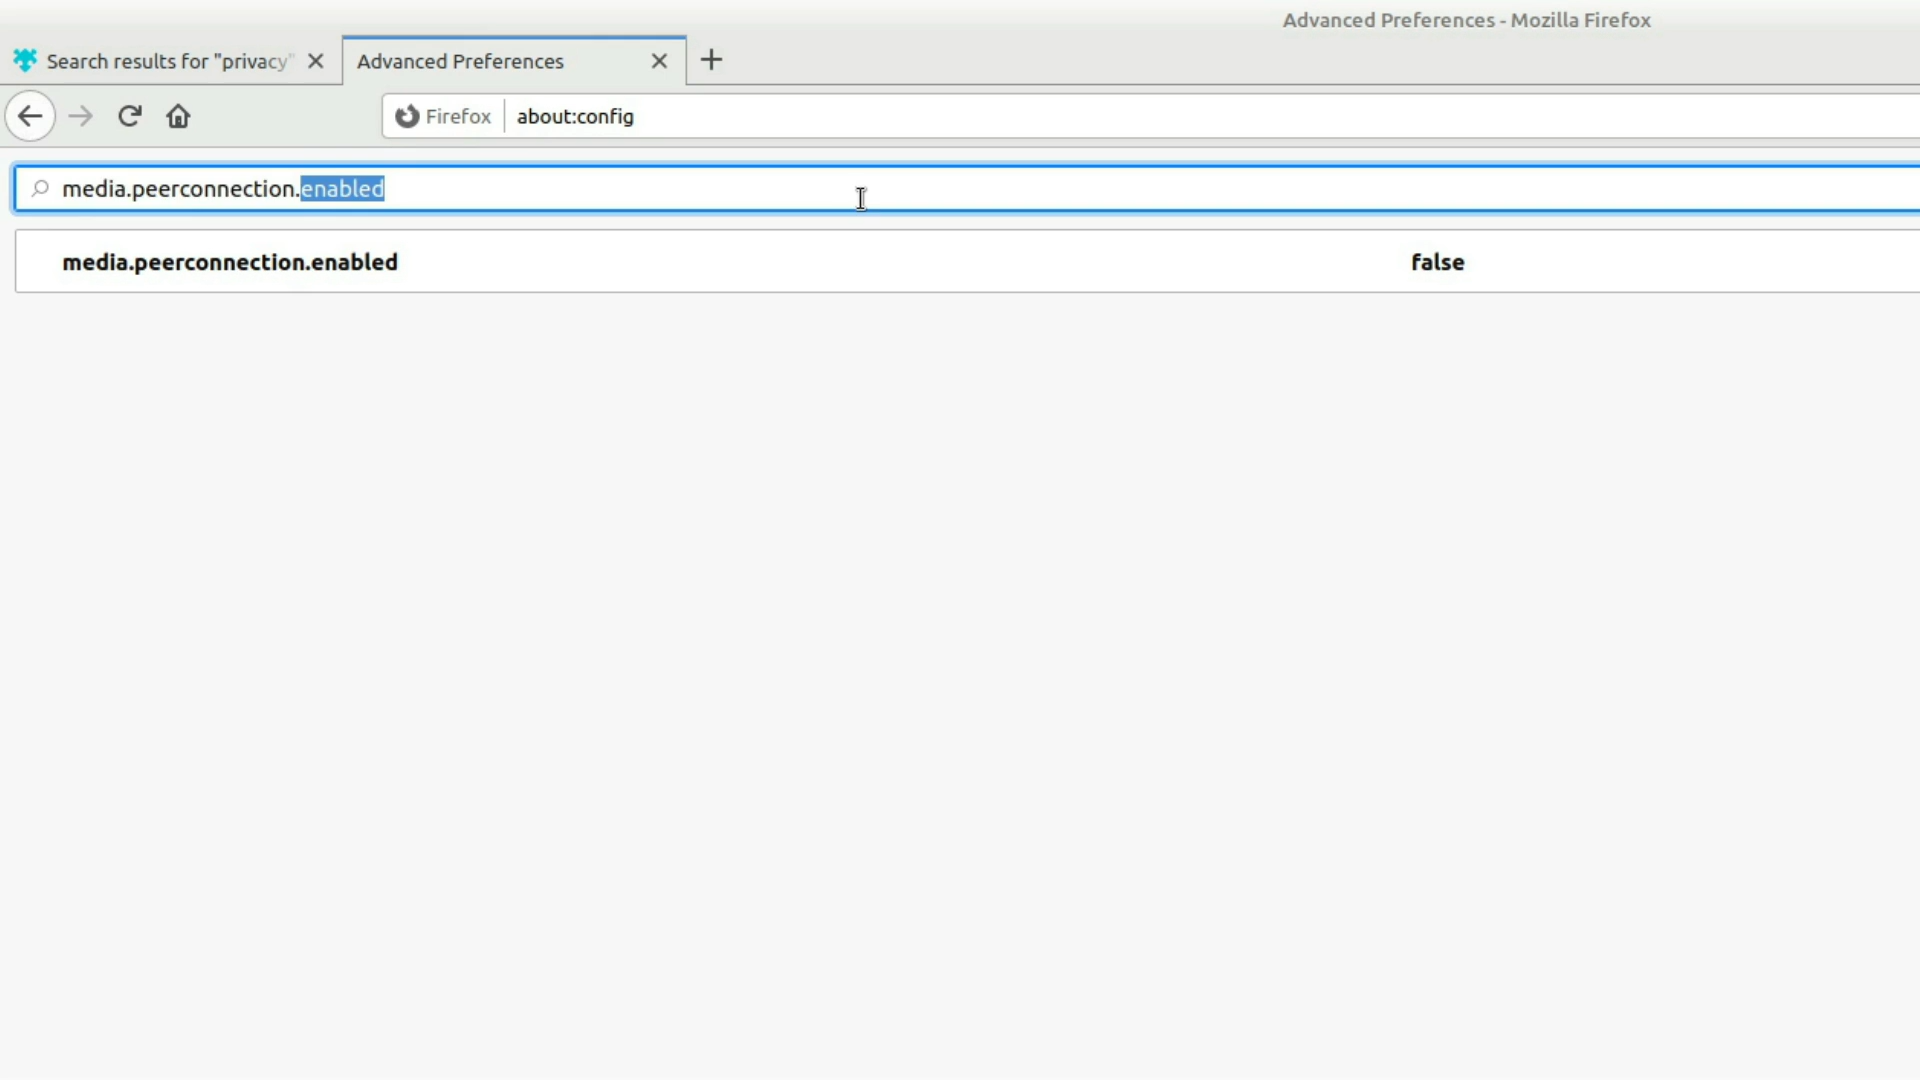 Advanced Preferences - Mozilla Firefox
Search results for "privacy"
Advanced Preferences
Firefox
about:config
media.peerconnection.enabled
media.peerconnection.enabled
false